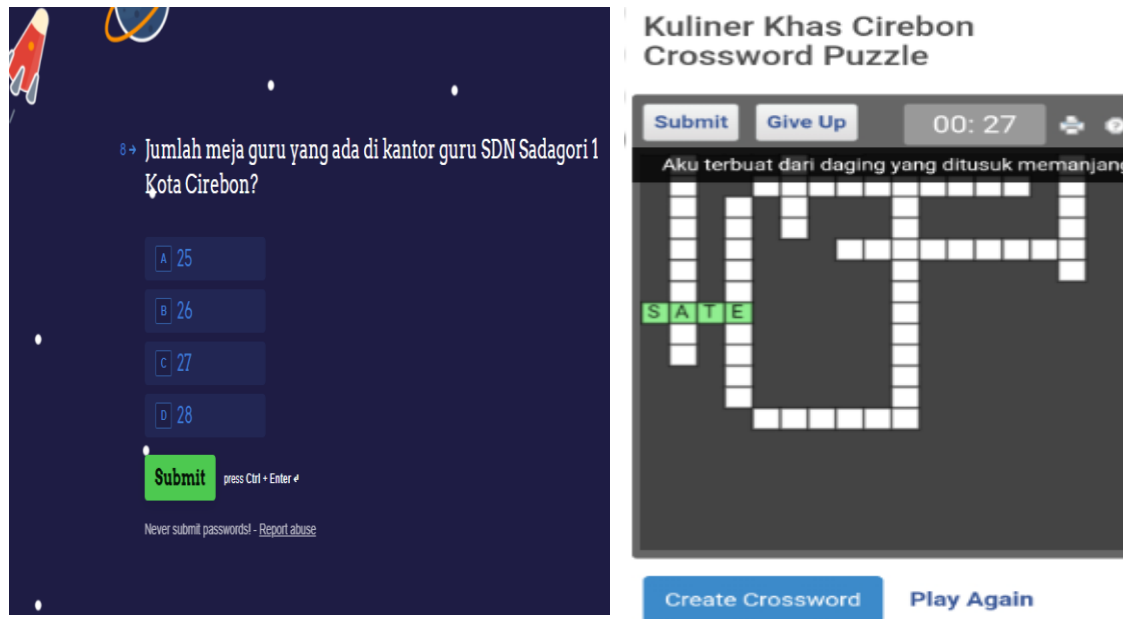 8→ Jumlah meja guru yang ada di kantor guru SDN Sadagori 1
Kota Cirebon?
A 25
B 26
C 27
D 28
Submit press Ctrl + Enter ↵
Never submit passwords! - Report abuse
Kuliner Khas Cirebon
Crossword Puzzle
Submit Give Up 00: 27 ?
Aku terbuat dari daging yang ditusuk memanjang
S A T E
Create Crossword Play Again